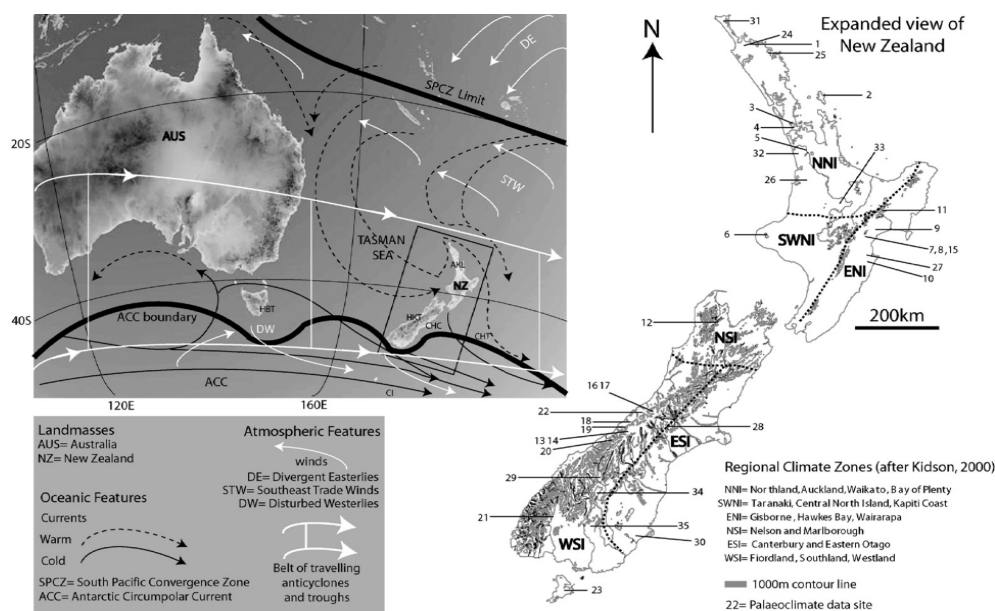 DE
SPCZ Limit
20S
AUS
STW
TASMAN
SEA
AKL
NZ
HBT
HKT
CHC
CHT
40S
ACC boundary
DW
ACC
CI
120E
160E
Landmasses
AUS= Australia
NZ= New Zealand
Oceanic Features
Currents
Warm
Cold
SPCZ= South Pacific Convergence Zone
ACC= Antarctic Circumpolar Current
Atmospheric Features
winds
DE= Divergent Easterlies
STW= Southeast Trade Winds
DW= Disturbed Westerlies
Belt of travelling
anticyclones
and troughs
N
Expanded view of
New Zealand
31
24
1
25
2
3
4
5
32
NNI
33
26
11
6
SWNI
9
7, 8, 15
ENI
27
10
200km
12
NSI
16 17
22
18
19
13 14
20
28
ESI
29
34
21
35
WSI
30
23
Regional Climate Zones (after Kidson, 2000)
NNI= Northland, Auckland, Waikato, Bay of Plenty
SWNI= Taranaki, Central North Island, Kapiti Coast
ENI= Gisborne, Hawkes Bay, Wairarapa
NSI= Nelson and Marlborough
ESI= Canterbury and Eastern Otago
WSI= Fiordland, Southland, Westland
1000m contour line
22= Palaeoclimate data site